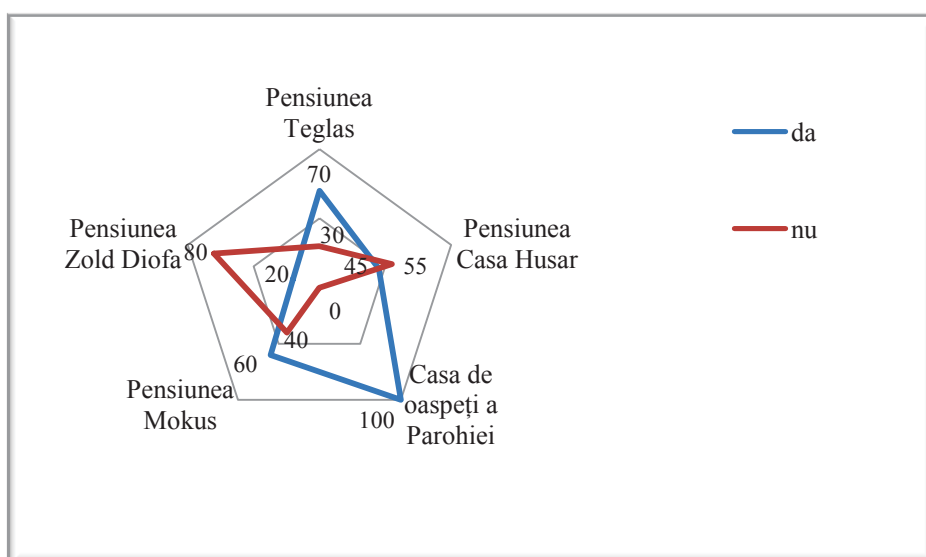 Pensiunea
Teglas
da
70
nu
30
Pensiunea
Casa Husar
Pensiunea
Zold Diofa
80
20
45
55
0
40
60
Pensiunea
Mokus
Casa de
oaspeți a
Parohiei
100